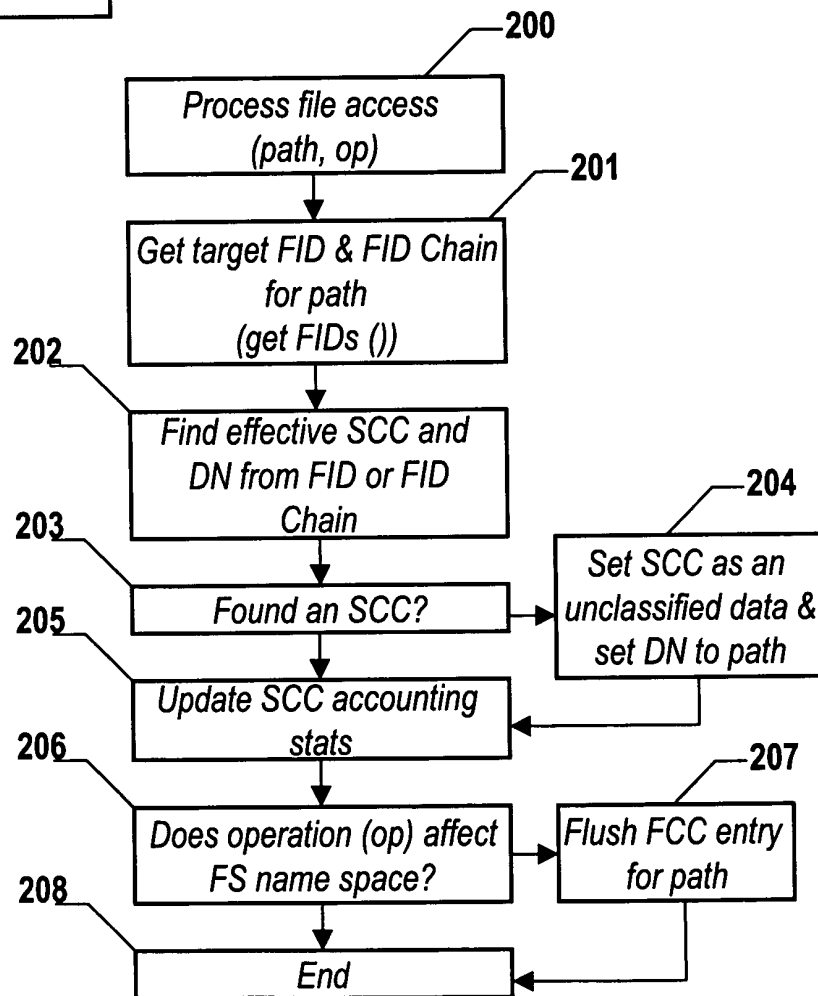 200
Process file access
(path, op)
201
Get target FID & FID Chain
for path
(get FIDs ())
202
Find effective SCC and
DN from FID or FID
Chain
203
Found an SCC?
204
Set SCC as an
unclassified data &
set DN to path
205
Update SCC accounting
stats
206
Does operation (op) affect
FS name space?
207
Flush FCC entry
for path
208
End